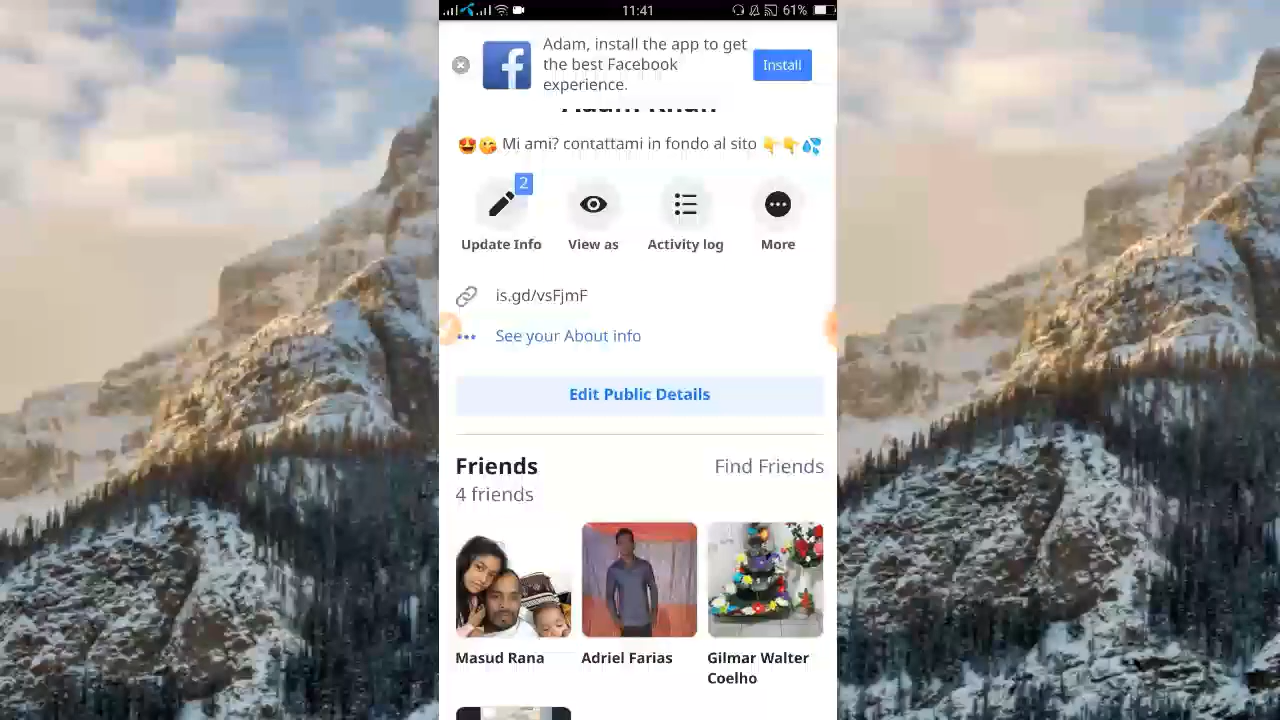 11:41
61%
Adam, install the app to get
the best Facebook
experience.
Install
Adam Khan
😍😘 Mi ami? contattami in fondo al sito 👇👇💦
2
Update Info
View as
Activity log
More
is.gd/vsFjmF
See your About info
Edit Public Details
Friends
Find Friends
4 friends
Masud Rana
Adriel Farias
Gilmar Walter
Coelho